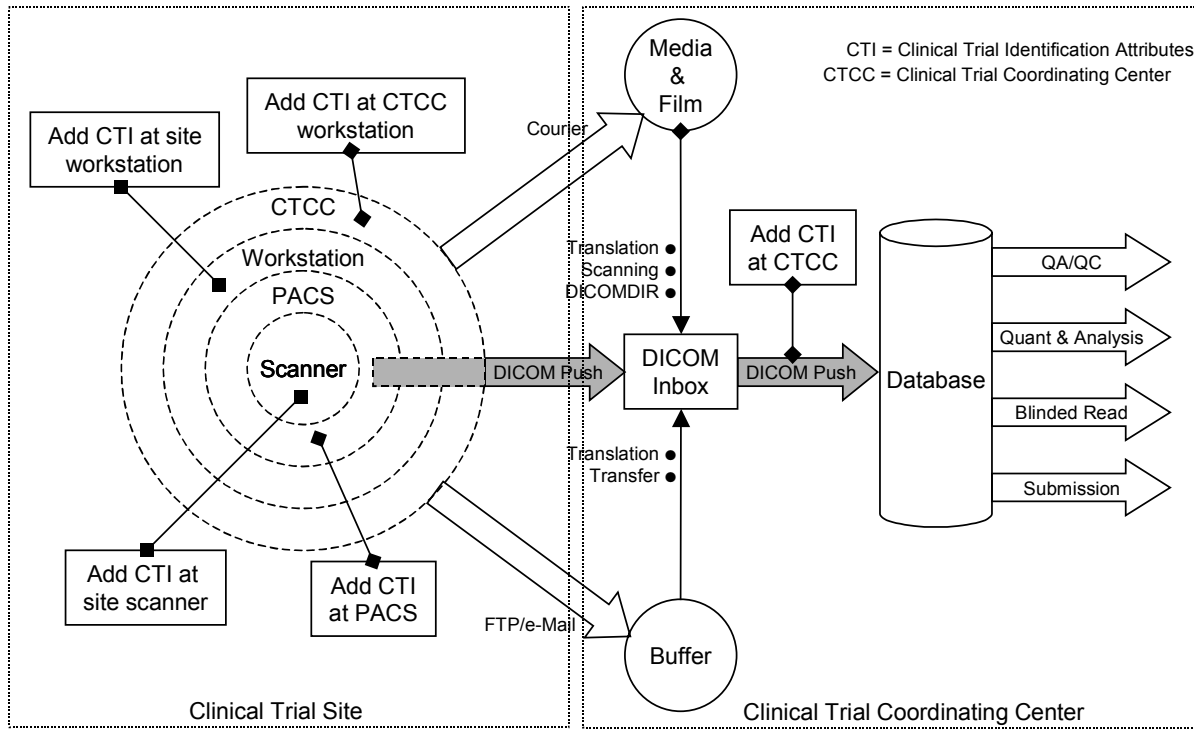 Media
&
Film
CTI = Clinical Trial Identification Attributes
CTCC = Clinical Trial Coordinating Center
Add CTI at CTCC
workstation
Add CTI at site
workstation
Courier
CTCC
Workstation
PACS
Scanner
Translation
Scanning
DICOMDIR
Add CTI
at CTCC
DICOM Push
DICOM
Inbox
DICOM Push
Database
QA/QC
Quant & Analysis
Blinded Read
Submission
Translation
Transfer
Add CTI at
site scanner
Add CTI
at PACS
FTP/e-Mail
Buffer
Clinical Trial Site
Clinical Trial Coordinating Center